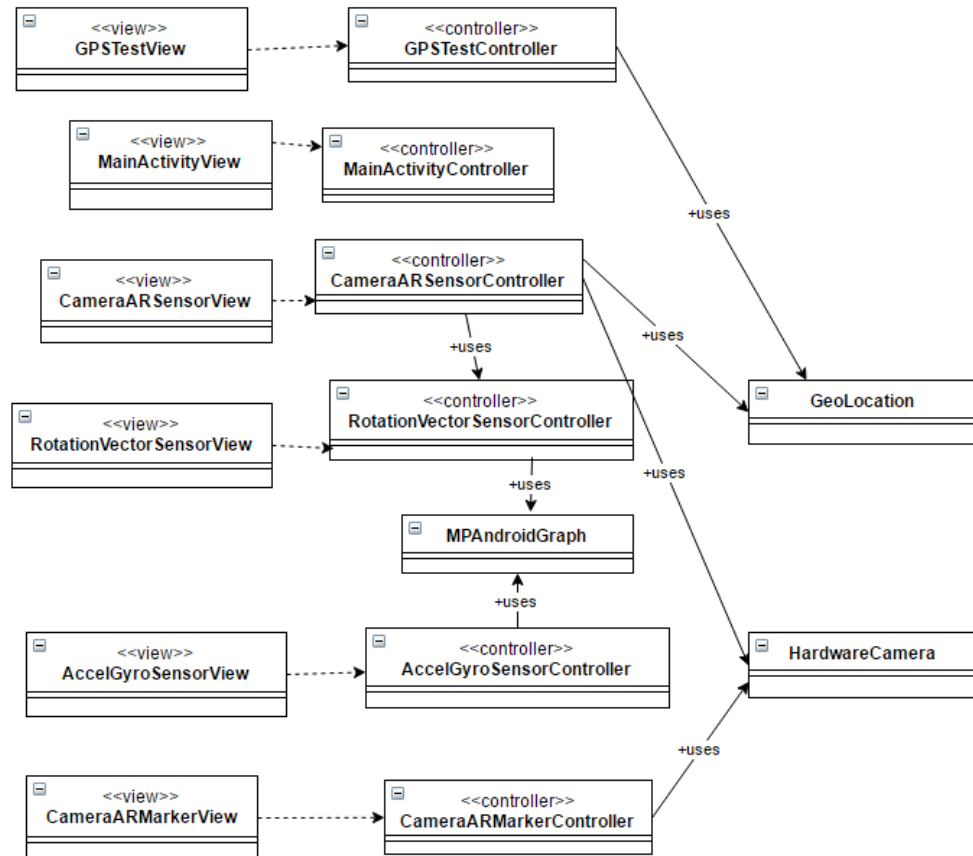 <<view>>
GPSTestView
<<controller>>
GPSTestController
<<view>>
MainActivityView
<<controller>>
MainActivityController
+uses
<<view>>
CameraARSensorView
<<controller>>
CameraARSensorController
+uses
+uses
<<view>>
RotationVectorSensorView
<<controller>>
RotationVectorSensorController
GeoLocation
+uses
+uses
MPAndroidGraph
+uses
<<view>>
AccelGyroSensorView
<<controller>>
AccelGyroSensorController
HardwareCamera
+uses
<<view>>
CameraARMarkerView
<<controller>>
CameraARMarkerController